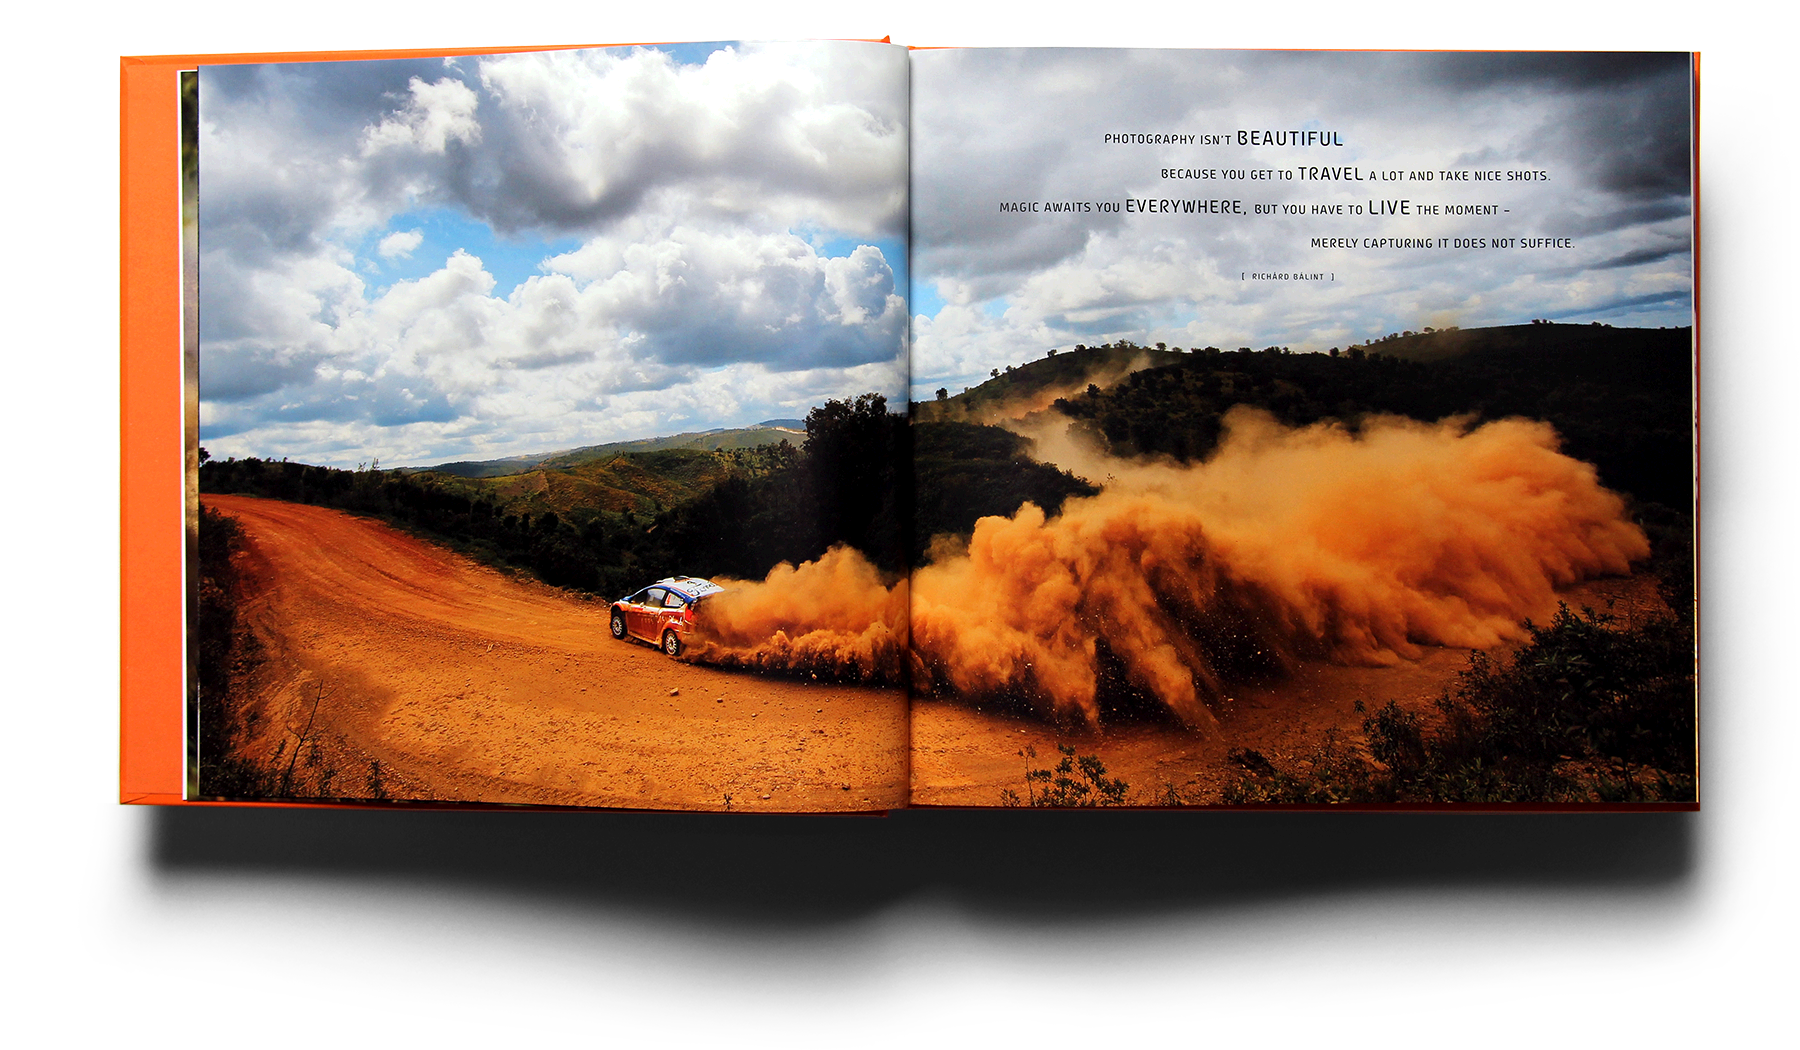 PHOTOGRAPHY ISN'T BEAUTIFUL
BECAUSE YOU GET TO TRAVEL A LOT AND TAKE NICE SHOTS.
MAGIC AWAITS YOU EVERYWHERE, BUT YOU HAVE TO LIVE THE MOMENT –
MERELY CAPTURING IT DOES NOT SUFFICE.
[ RICHÁRD BÁLINT ]